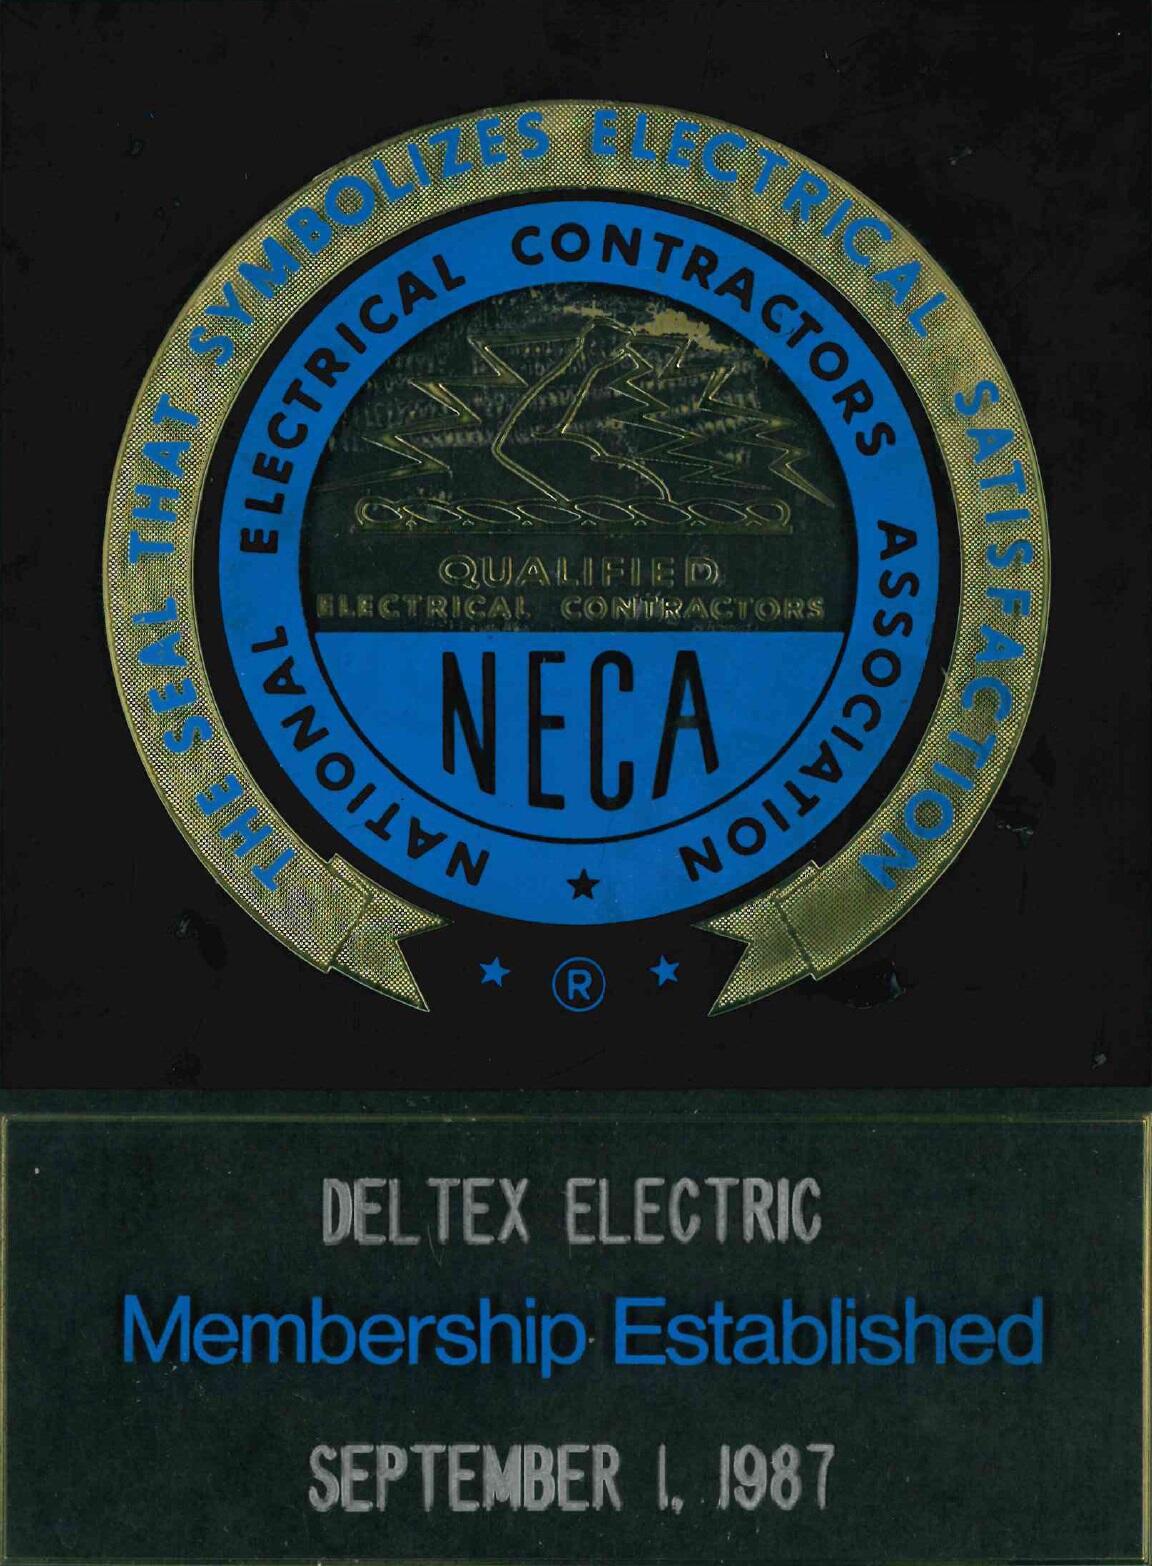 THE SEAL THAT SYMBOLIZES ELECTRICAL SATISFACTION
NATIONAL ELECTRICAL CONTRACTORS ASSOCIATION
QUALIFIED
ELECTRICAL CONTRACTORS
NECA
®
DELTEX ELECTRIC
Membership Established
SEPTEMBER 1, 1987